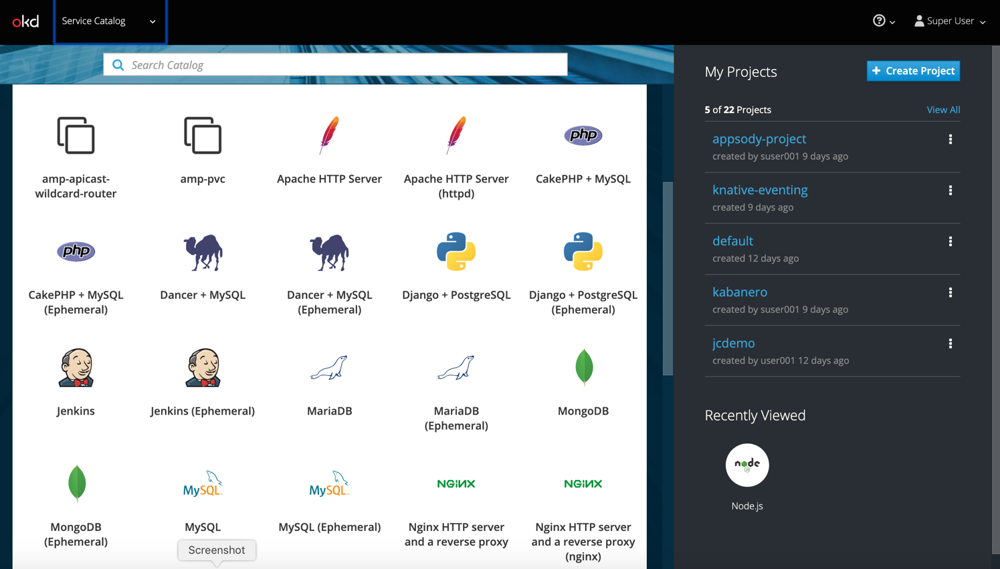 okd
Service Catalog
Super User
Search Catalog
amp-apicast-
wildcard-router
amp-pvc
Apache HTTP Server
Apache HTTP Server
(httpd)
php
CakePHP + MySQL
php
CakePHP + MySQL
(Ephemeral)
Dancer + MySQL
Dancer + MySQL
(Ephemeral)
Django + PostgreSQL
Django + PostgreSQL
(Ephemeral)
Jenkins
Jenkins (Ephemeral)
MariaDB
MariaDB
(Ephemeral)
MongoDB
MongoDB
(Ephemeral)
MySQL
MySQL
MySQL
MySQL (Ephemeral)
NGINX
Nginx HTTP server
and a reverse proxy
NGINX
Nginx HTTP server
and a reverse proxy
(nginx)
Screenshot
My Projects
+ Create Project
5 of 22 Projects
View All
appsody-project
created by suser001 9 days ago
knative-eventing
created 9 days ago
default
created 12 days ago
kabanero
created by suser001 9 days ago
jcdemo
created by user001 12 days ago
Recently Viewed
node
JS
Node.js